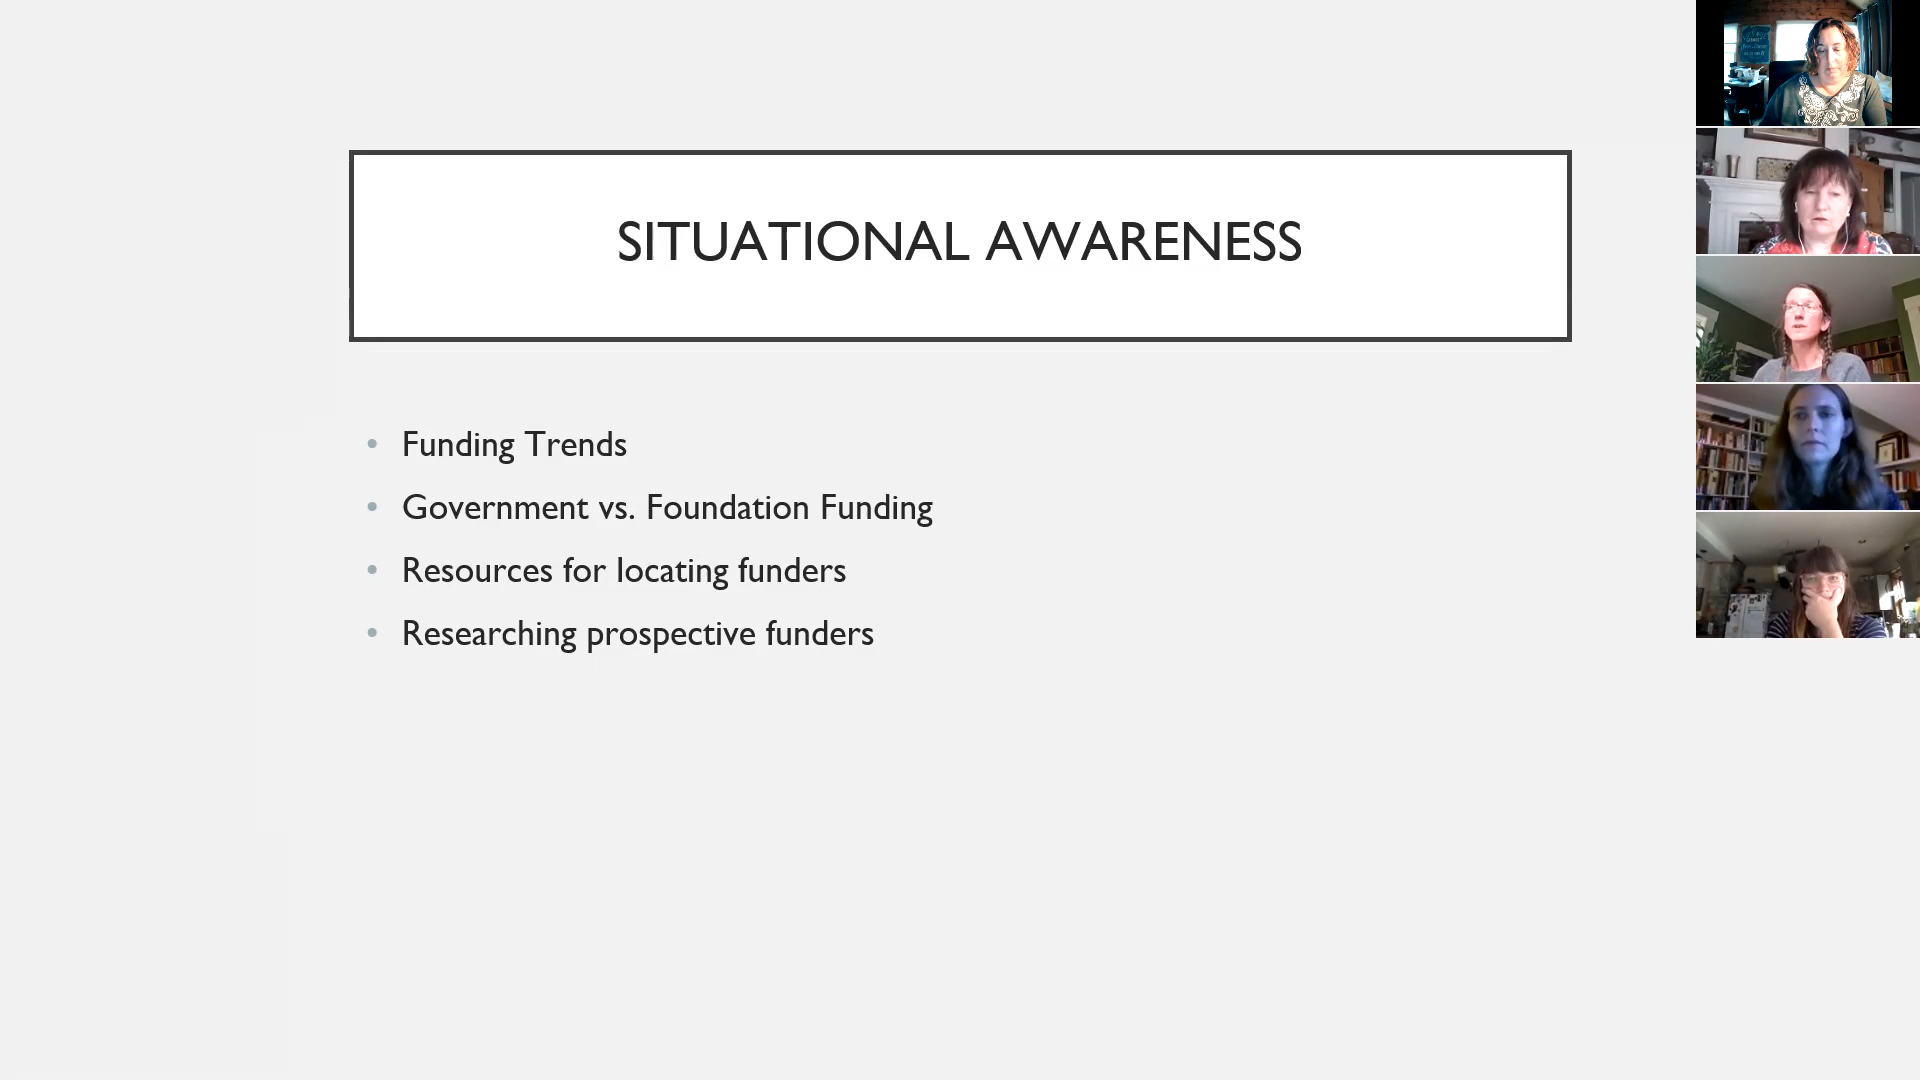 SITUATIONAL AWARENESS
• Funding Trends
• Government vs. Foundation Funding
• Resources for locating funders
• Researching prospective funders